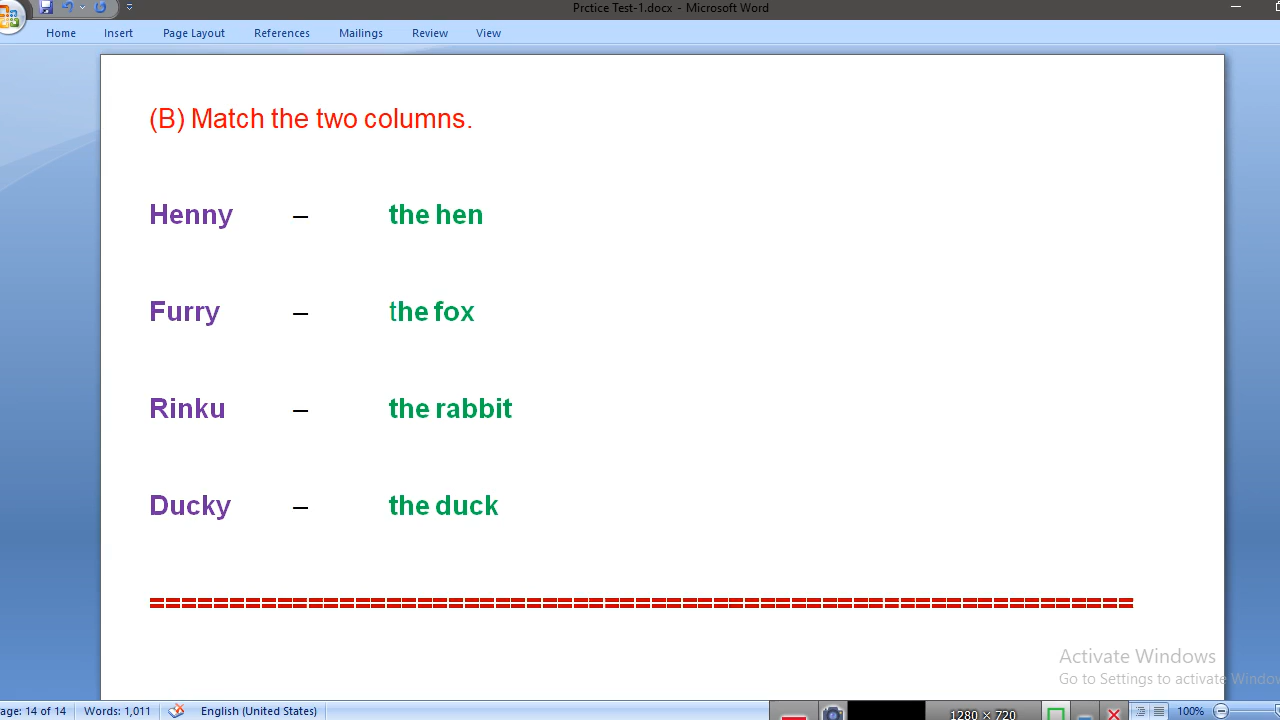 Prctice Test-1.docx - Microsoft Word
Home Insert Page Layout References Mailings Review View
(B) Match the two columns.
Henny – the hen
Furry – the fox
Rinku – the rabbit
Ducky – the duck
==============================================================
Activate Windows
Go to Settings to activate Windows
age: 14 of 14 Words: 1,011 English (United States) 1280 × 720 100%